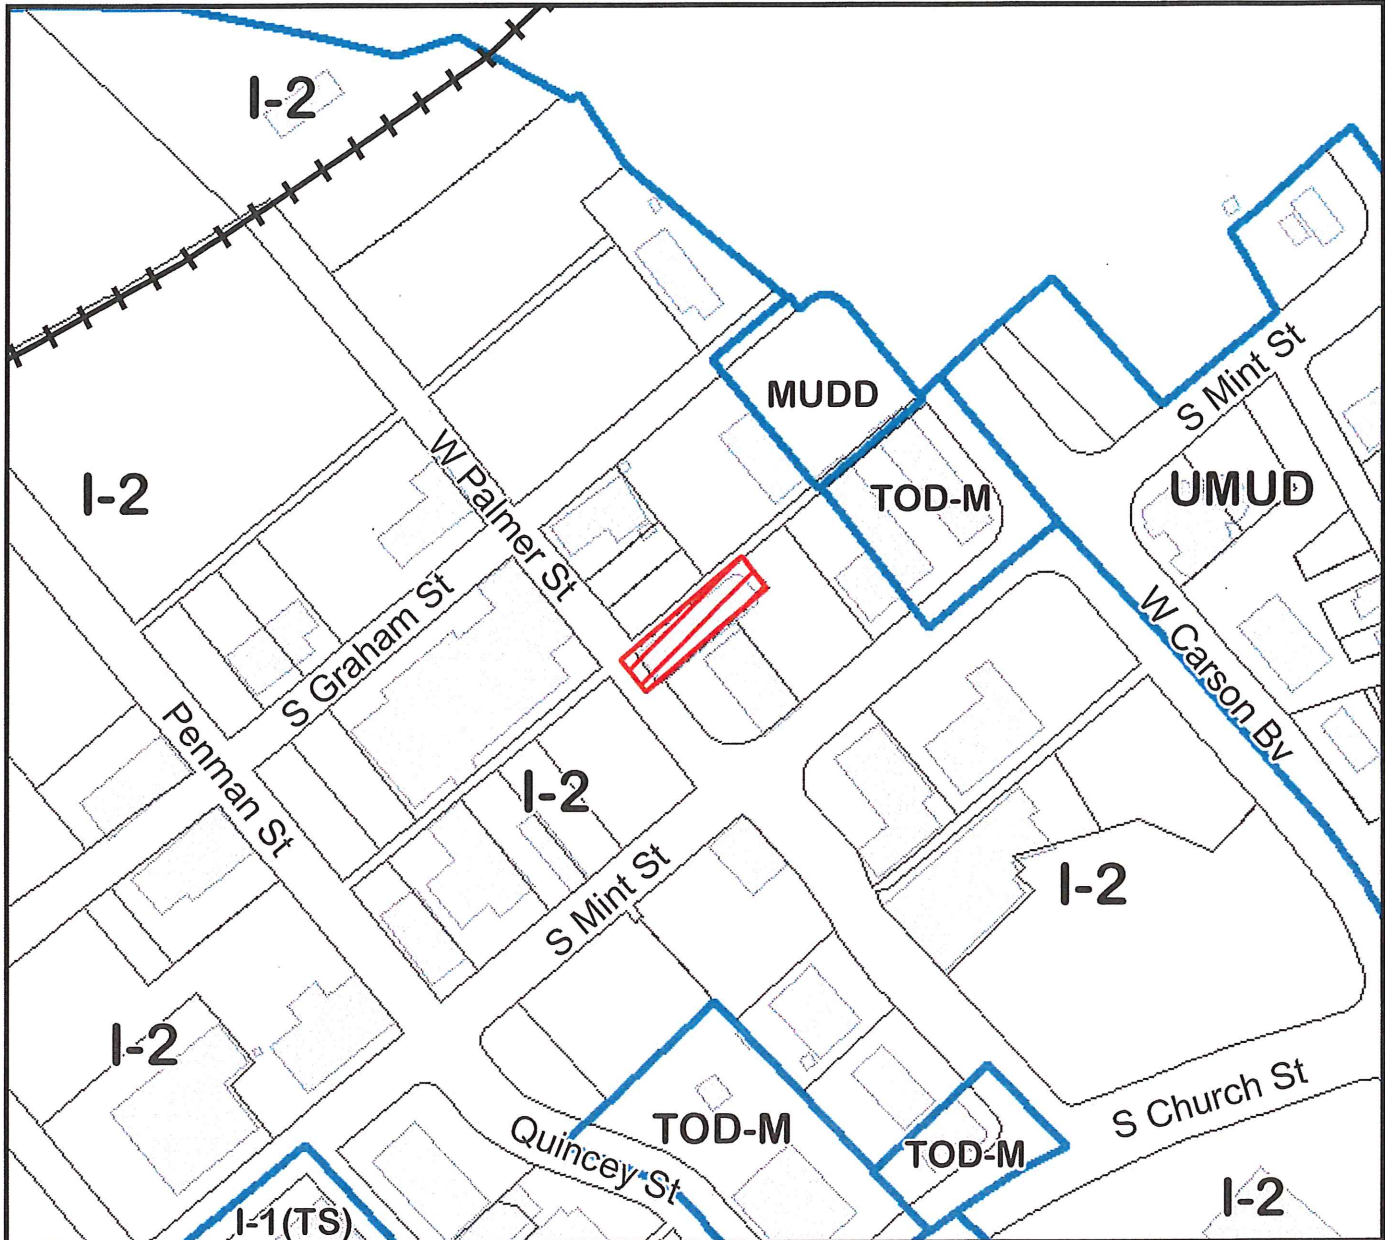 I-2
MUDD
S Mint St
I-2
W Palmer St
TOD-M
UMUD
S Graham St
W Carson Bv
Penman St
I-2
S Mint St
I-2
I-2
Quincey St
TOD-M
TOD-M
S Church St
I-1(TS)
I-2